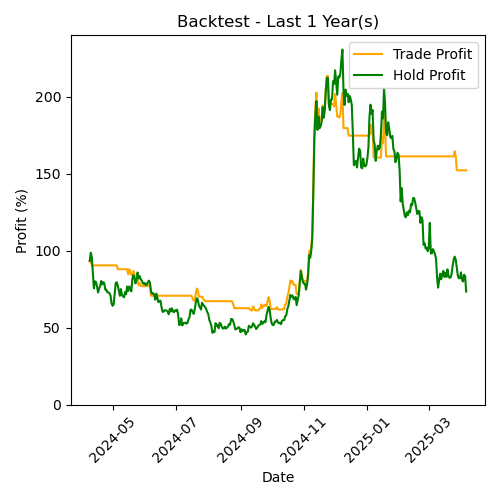 Backtest - Last 1 Year(s)
Trade Profit
Hold Profit
Profit (%)
200
150
100
50
0
2024-05
2024-07
2024-09
2024-11
2025-01
2025-03
Date